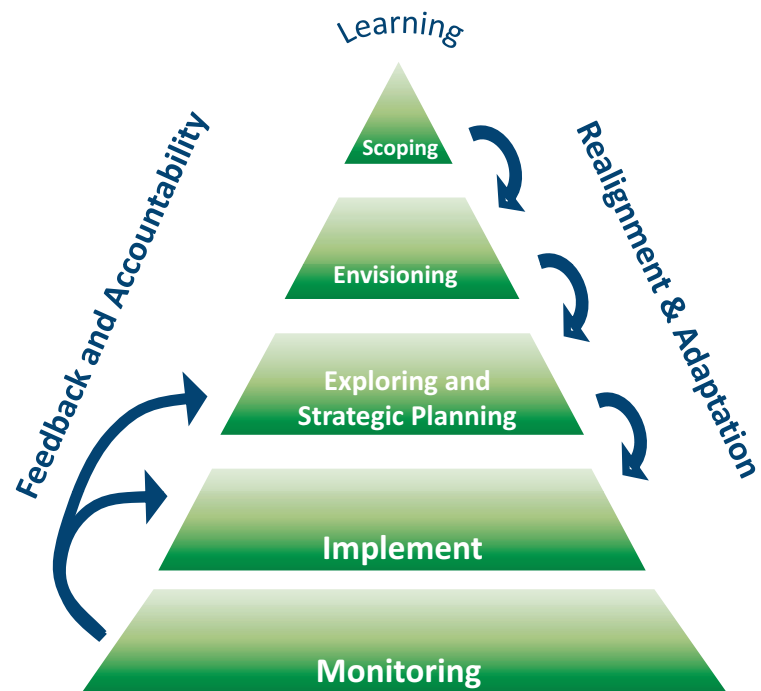 Learning
Feedback and Accountability
Realignment & Adaptation
Scoping
Envisioning
Exploring and
Strategic Planning
Implement
Monitoring